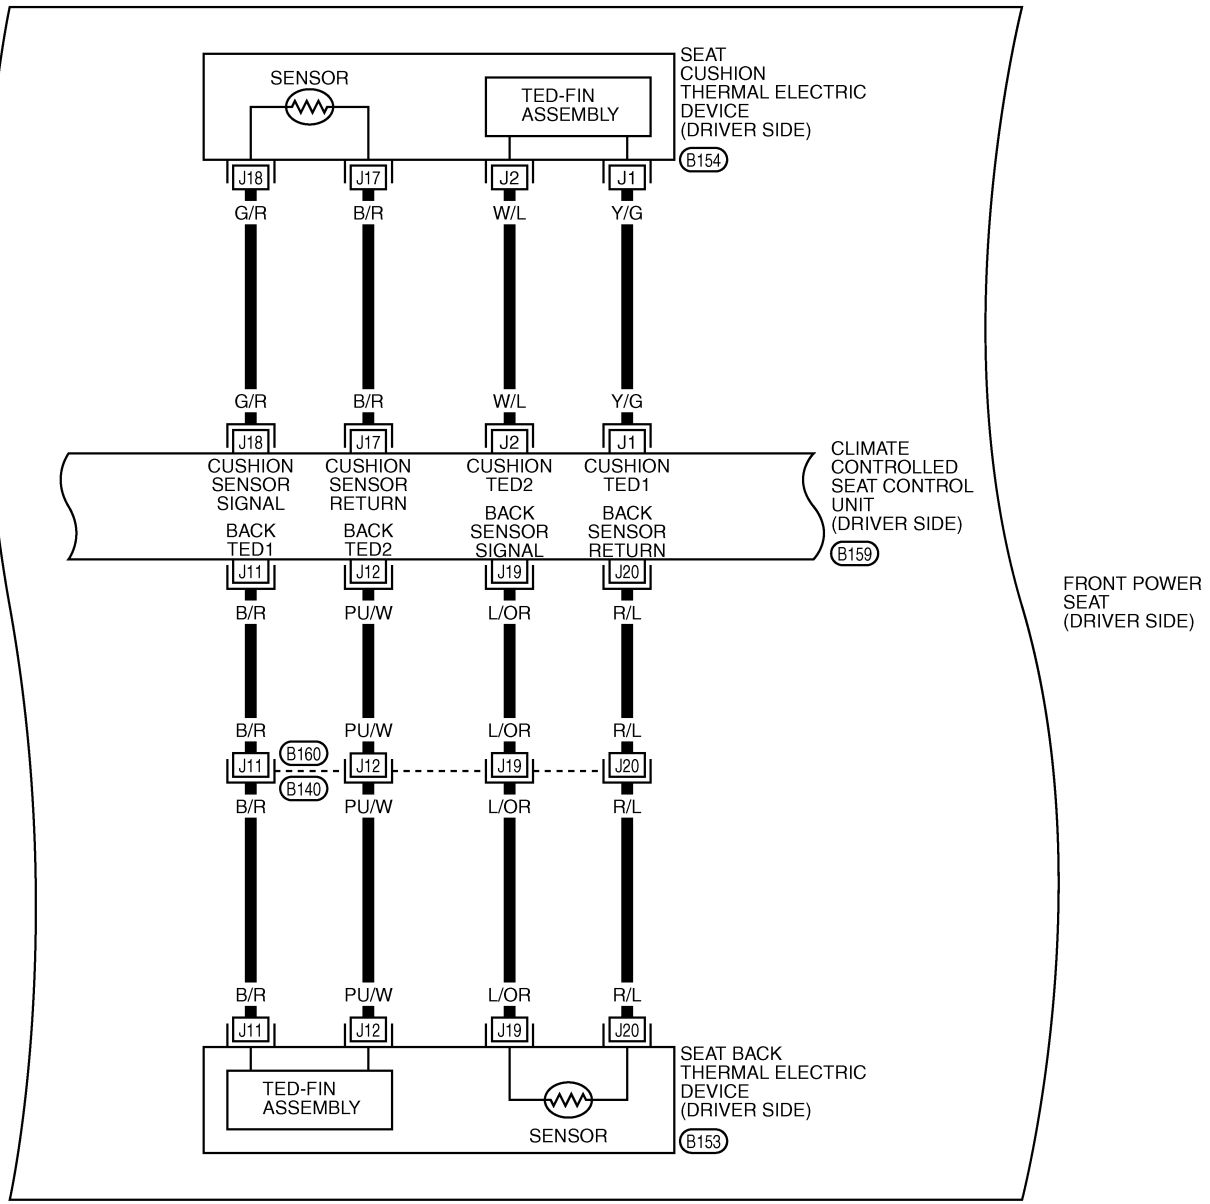 SEAT
CUSHION
THERMAL ELECTRIC
DEVICE
(DRIVER SIDE)
B154
SENSOR
TED-FIN
ASSEMBLY
J18 J17 J2 J1
G/R B/R W/L Y/G
G/R B/R W/L Y/G
J18 J17 J2 J1
CUSHION
SENSOR
SIGNAL
CUSHION
SENSOR
RETURN
CUSHION
TED2
CUSHION
TED1
BACK
TED1
BACK
TED2
BACK
SENSOR
SIGNAL
BACK
SENSOR
RETURN
CLIMATE
CONTROLLED
SEAT CONTROL
UNIT
(DRIVER SIDE)
B159
J11 J12 J19 J20
B/R PU/W L/OR R/L
FRONT POWER
SEAT
(DRIVER SIDE)
B/R PU/W L/OR R/L
B160
J11 J12 J19 J20
B140
B/R PU/W L/OR R/L
B/R PU/W L/OR R/L
J11 J12 J19 J20
TED-FIN
ASSEMBLY
SENSOR
SEAT BACK
THERMAL ELECTRIC
DEVICE
(DRIVER SIDE)
B153